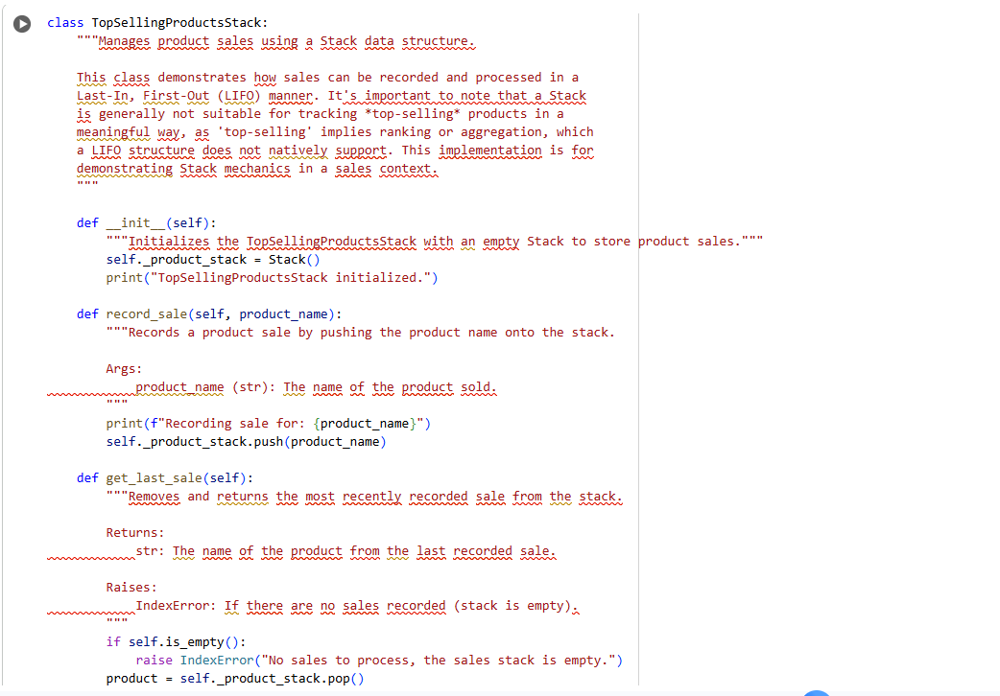 class TopSellingProductsStack:
    """Manages product sales using a Stack data structure.

    This class demonstrates how sales can be recorded and processed in a
    Last-In, First-Out (LIFO) manner. It's important to note that a Stack
    is generally not suitable for tracking *top-selling* products in a
    meaningful way, as 'top-selling' implies ranking or aggregation, which
    a LIFO structure does not natively support. This implementation is for
    demonstrating Stack mechanics in a sales context.
    """

    def __init__(self):
        """Initializes the TopSellingProductsStack with an empty Stack to store product sales."""
        self._product_stack = Stack()
        print("TopSellingProductsStack initialized.")

    def record_sale(self, product_name):
        """Records a product sale by pushing the product name onto the stack.

        Args:
            product_name (str): The name of the product sold.
        """
        print(f"Recording sale for: {product_name}")
        self._product_stack.push(product_name)

    def get_last_sale(self):
        """Removes and returns the most recently recorded sale from the stack.

        Returns:
            str: The name of the product from the last recorded sale.

        Raises:
            IndexError: If there are no sales recorded (stack is empty).
        """
        if self.is_empty():
            raise IndexError("No sales to process, the sales stack is empty.")
        product = self._product_stack.pop()